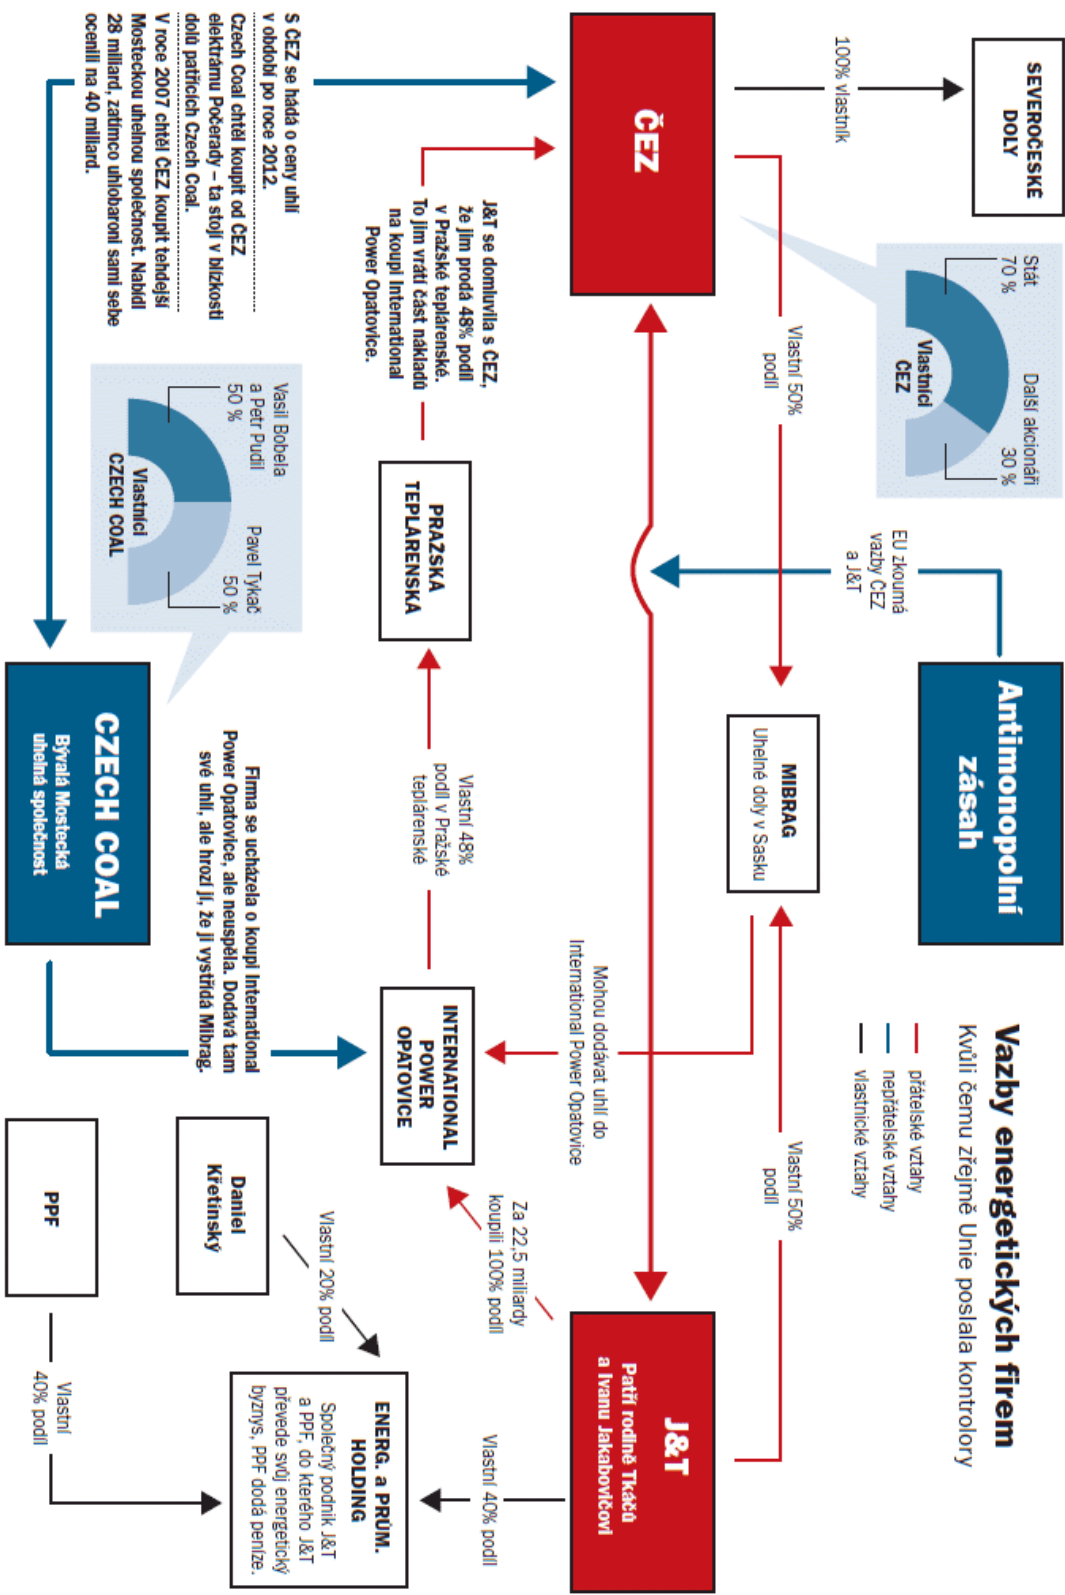 Vazby energetických firem
Kvůli čemu zřejmě Unie poslala kontrolory
přátelské vztahy
nepřátelské vztahy
vlastnické vztahy
SEVEROČESKÉ
DOLY
100% vlastník
Stát
70 %
Další akcionáři
30 %
Vlastníci
ČEZ
EU zkoumá
vazby ČEZ
a J&T
Antimonopolní
zásah
ČEZ
Vlastní 50%
podíl
MIBRAG
Uhelné doly v Sasku
Vlastní 50%
podíl
Mohou dodávat uhlí do
International Power Opatovice
J&T
Patří rodině Tkáčů
a Ivanu Jakabovičovi
J&T se domluvila s ČEZ,
že jim prodá 48% podíl
v Pražské teplárenské.
To jim vrátí část nákladů
na koupi International
Power Opatovice.
PRAŽSKÁ
TEPLÁRENSKÁ
Vlastní 48%
podíl v Pražské
teplárenské
INTERNATIONAL
POWER
OPATOVICE
Za 22,5 miliardy
koupili 100% podíl
S ČEZ se hádá o ceny uhlí
v období po roce 2012.
Czech Coal chtěl koupit od ČEZ
elektrárnu Počerady – ta stojí v blízkosti
dolů patřících Czech Coal.
V roce 2007 chtěl ČEZ koupit tehdejší
Mosteckou uhelnou společnost. Nabídl
28 miliard, zatímco uhlobaroni sami sebe
ocenili na 40 miliard.
Vasil Bobela
a Petr Pudil
50 %
Pavel Tykač
50 %
Vlastníci
CZECH COAL
CZECH COAL
Bývalá Mostecká
uhelná společnost
Firma se ucházela o koupi International
Power Opatovice, ale neuspěla. Dodává tam
své uhlí, ale hrozí jí, že ji vystřídá Mibrag.
Daniel
Křetínský
Vlastní 20% podíl
PPF
Vlastní
40% podíl
ENERG. a PRŮM.
HOLDING
Společný podnik J&T
a PPF, do kterého J&T
převede svůj energetický
byznys, PPF dodá peníze.
Vlastní 40% podíl